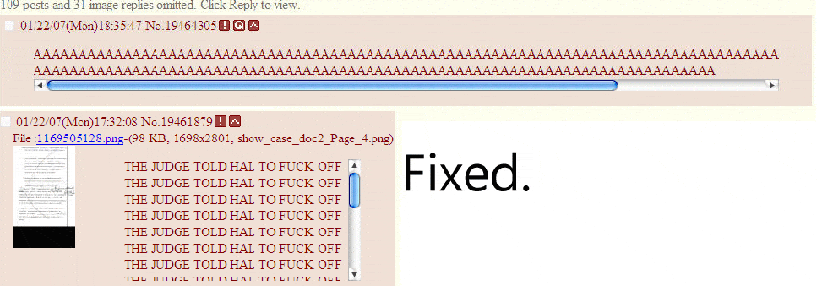 109 posts and 31 image replies omitted. Click Reply to view.
01/22/07(Mon)18:35:47 No.19464305
AAAAAAAAAAAAAAAAAAAAAAAAAAAAAAAAAAAAAAAAAAAAAAAAAAAAAAAAAAAAAAAAAAAAAAAAAAAAAAAAAAAAA
AAAAAAAAAAAAAAAAAAAAAAAAAAAAAAAAAAAAAAAAAAAAAAAAAAAAAAAAAAAAAAAAAAAAAAAAAAAAAA
01/22/07(Mon)17:32:08 No.19461879
File :1169505128.png-(98 KB, 1698x2801, show_case_doc2_Page_4.png)
THE JUDGE TOLD HAL TO FUCK OFF
THE JUDGE TOLD HAL TO FUCK OFF
THE JUDGE TOLD HAL TO FUCK OFF
THE JUDGE TOLD HAL TO FUCK OFF
THE JUDGE TOLD HAL TO FUCK OFF
THE JUDGE TOLD HAL TO FUCK OFF
THE JUDGE TOLD HAL TO FUCK OFF
THE JUDGE TOLD HAL TO FUCK OFF
Fixed.